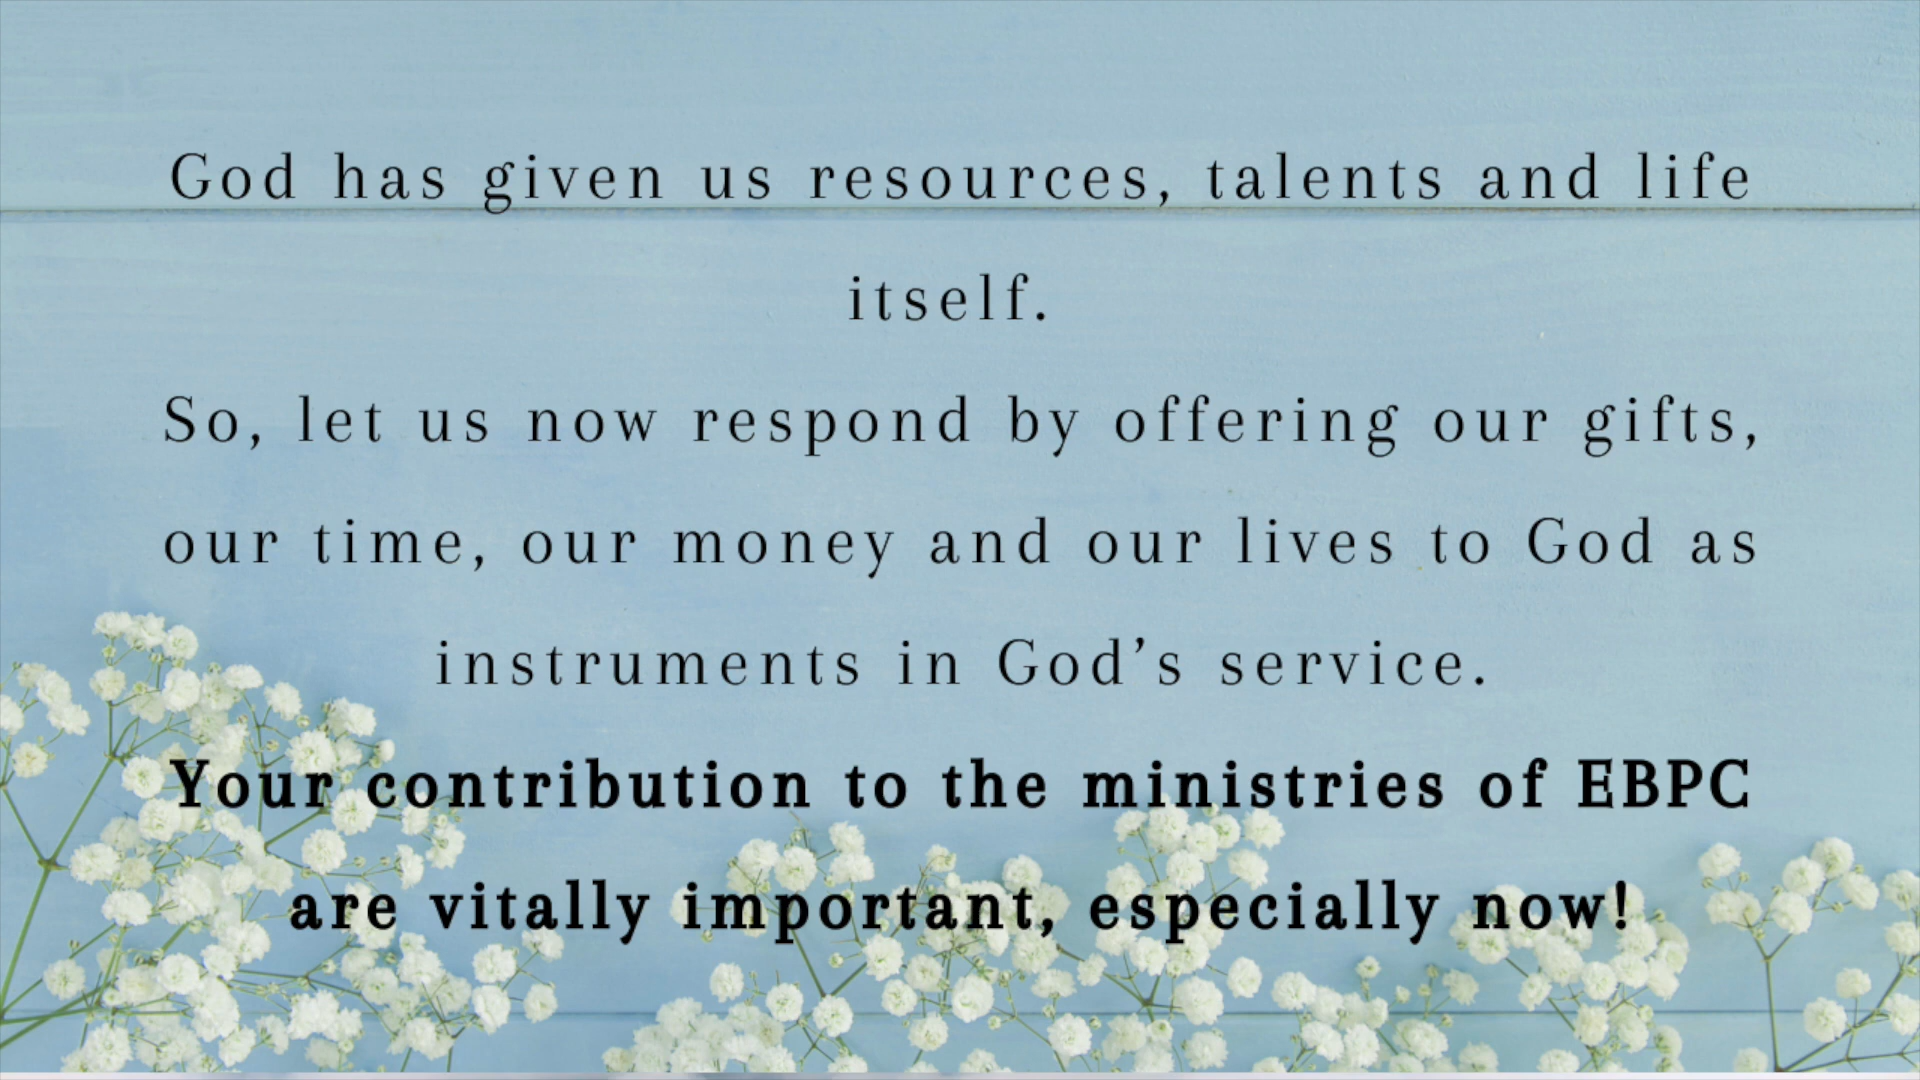 God has given us resources, talents and life
itself.
So, let us now respond by offering our gifts,
our time, our money and our lives to God as
instruments in God’s service.
Your contribution to the ministries of EBPC
are vitally important, especially now!